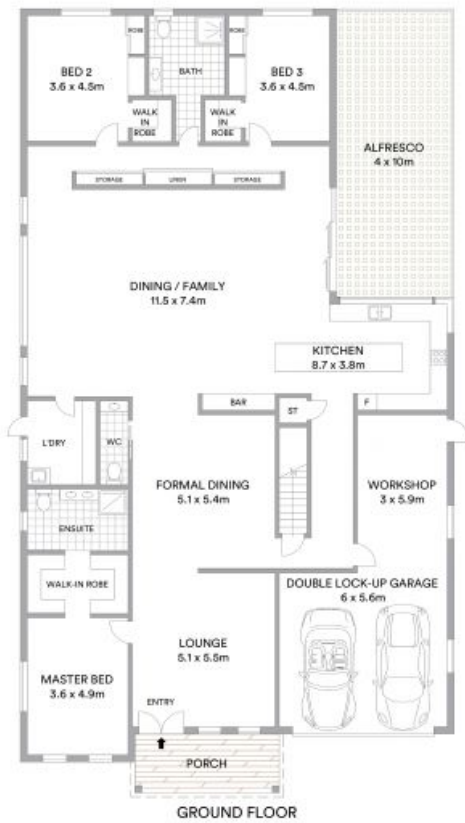 ROBE
ROBE
BED 2
3.6 x 4.5m
BATH
BED 3
3.6 x 4.5m
WALK
IN
ROBE
WALK
IN
ROBE
ALFRESCO
4 x 10m
STORAGE
LINEN
STORAGE
DINING / FAMILY
11.5 x 7.4m
KITCHEN
8.7 x 3.8m
BAR
ST
F
L'DRY
WC
FORMAL DINING
5.1 x 5.4m
WORKSHOP
3 x 5.9m
ENSUITE
WALK-IN ROBE
DOUBLE LOCK-UP GARAGE
6 x 5.6m
LOUNGE
5.1 x 5.5m
MASTER BED
3.6 x 4.9m
ENTRY
PORCH
GROUND FLOOR